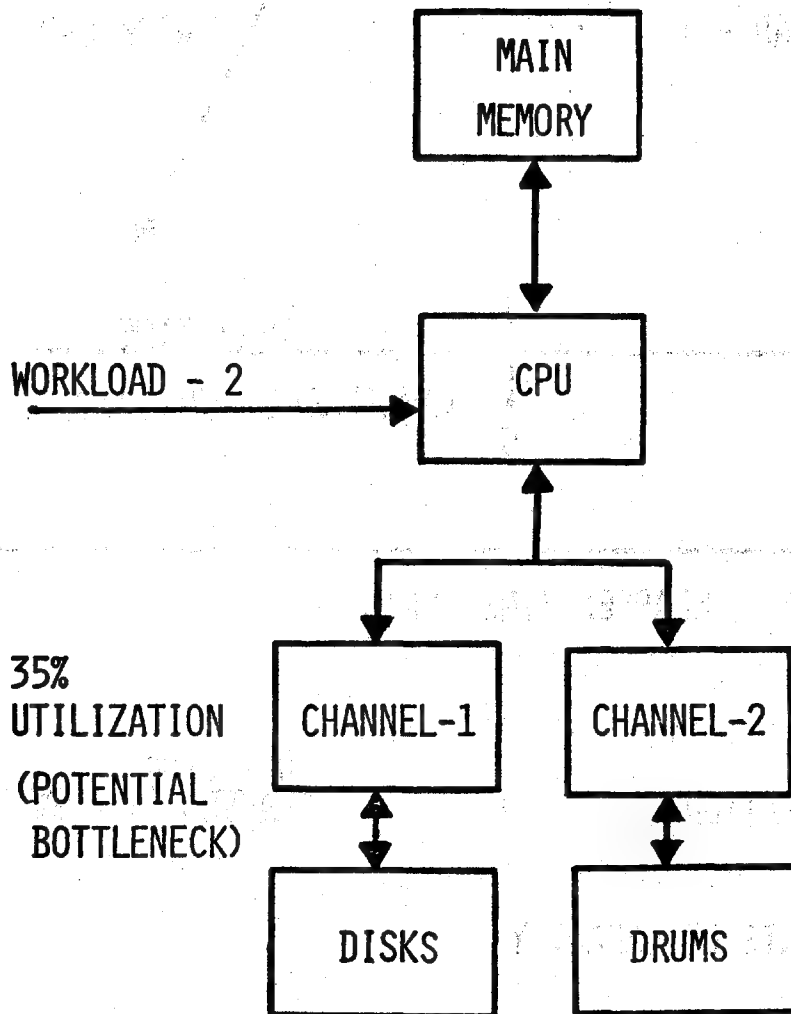 MAIN
MEMORY
WORKLOAD - 2
CPU
35%
UTILIZATION
(POTENTIAL
BOTTLENECK)
CHANNEL-1
CHANNEL-2
DISKS
DRUMS